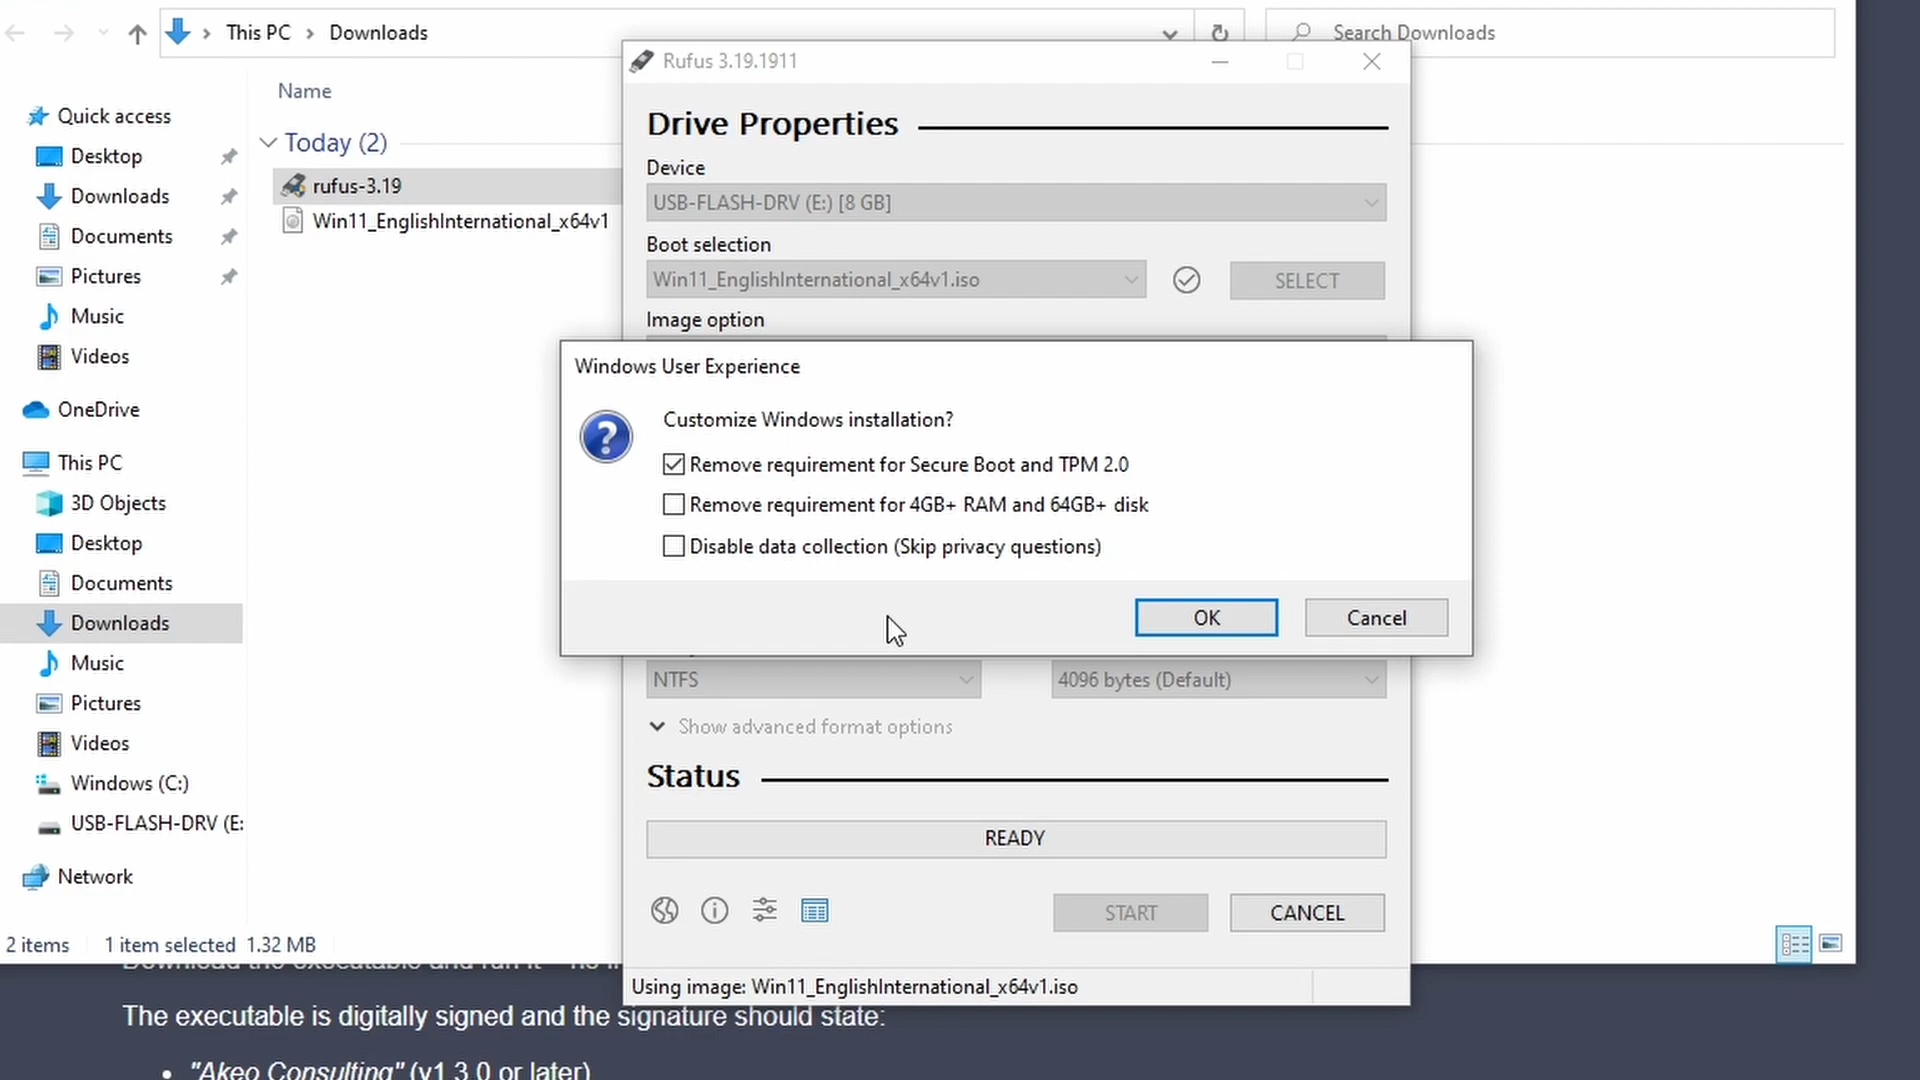 This PC > Downloads
Search Downloads
Name
Quick access
Desktop
Downloads
Documents
Pictures
Music
Videos
OneDrive
This PC
3D Objects
Desktop
Documents
Downloads
Music
Pictures
Videos
Windows (C:)
USB-FLASH-DRV (E:
Network
Today (2)
rufus-3.19
Win11_EnglishInternational_x64v1
2 items
1 item selected 1.32 MB
Rufus 3.19.1911
Drive Properties
Device
USB-FLASH-DRV (E:) [8 GB]
Boot selection
Win11_EnglishInternational_x64v1.iso
SELECT
Image option
Windows User Experience
Customize Windows installation?
Remove requirement for Secure Boot and TPM 2.0
Remove requirement for 4GB+ RAM and 64GB+ disk
Disable data collection (Skip privacy questions)
OK
Cancel
NTFS
4096 bytes (Default)
Show advanced format options
Status
READY
START
CANCEL
Using image: Win11_EnglishInternational_x64v1.iso
Download the executable and run it
The executable is digitally signed and the signature should state:
• "Akeo Consulting" (v1.3.0 or later)